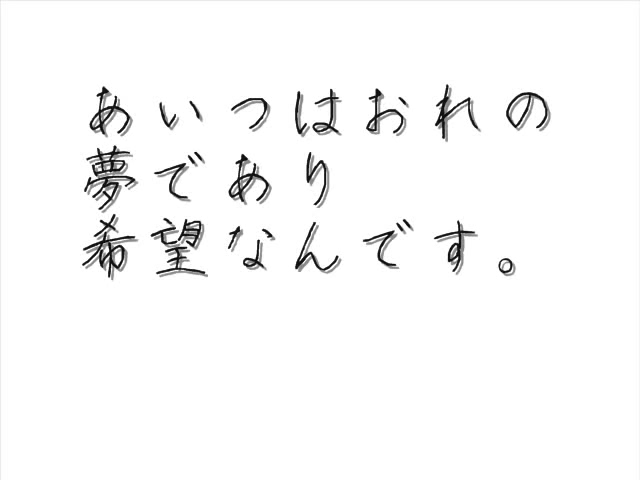 あいつはおれの
夢であり
希望なんです。